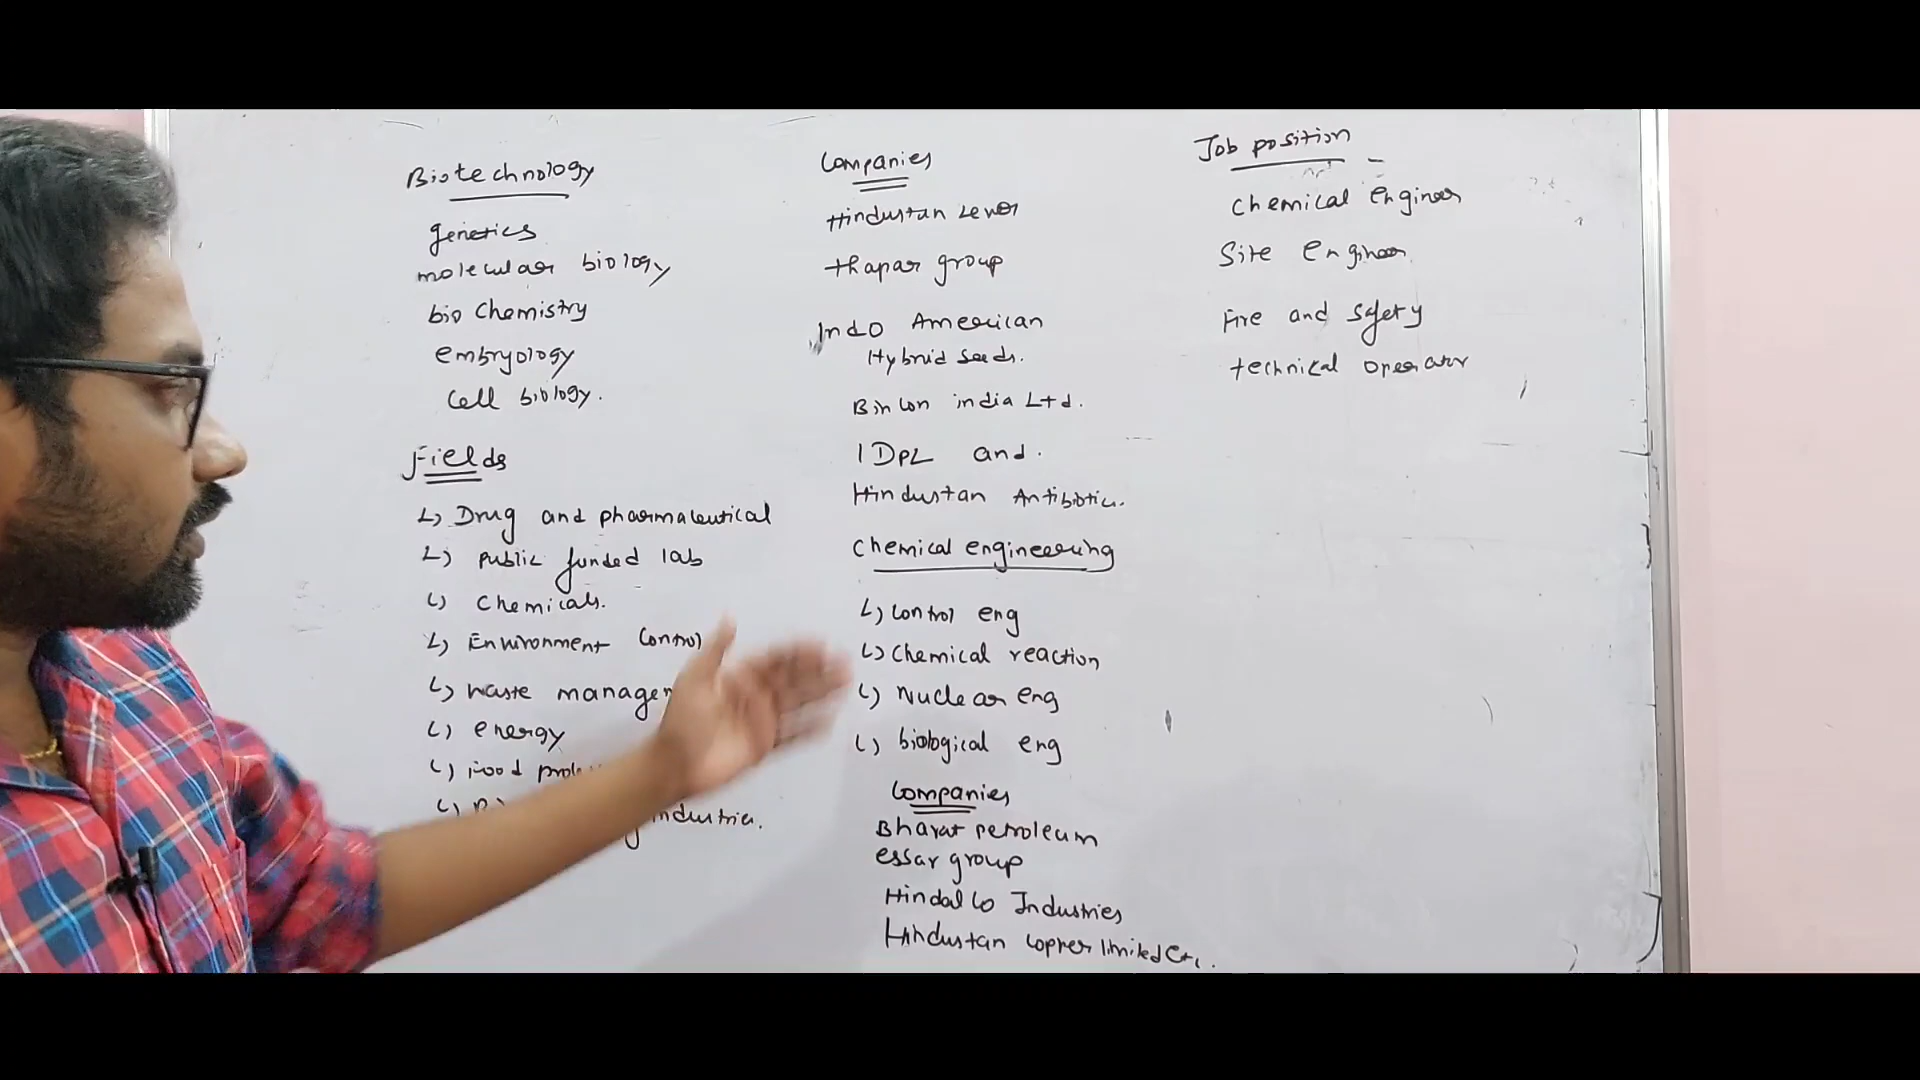 Biotechnology
genetics
molecular biology
bio chemistry
embryology
cell biology.
Fields
Drug and pharmaceutical
public funded lab
chemicals.
Environment control
waste
energy
Food
industries.
Companies
Hindustan Lever
thapar group
Indo American
Hybrid seeds.
india Ltd.
IDPL and.
Hindustan Antibiotics.
Chemical engineering
control eng
chemical reaction
Nuclear eng
biological eng
Companies
Bharat petroleum
essar group
Hindalco Industries
Hindustan copper limited etc.
Job position
Chemical Engineer
Site Engineer
Fire and safety
technical operator